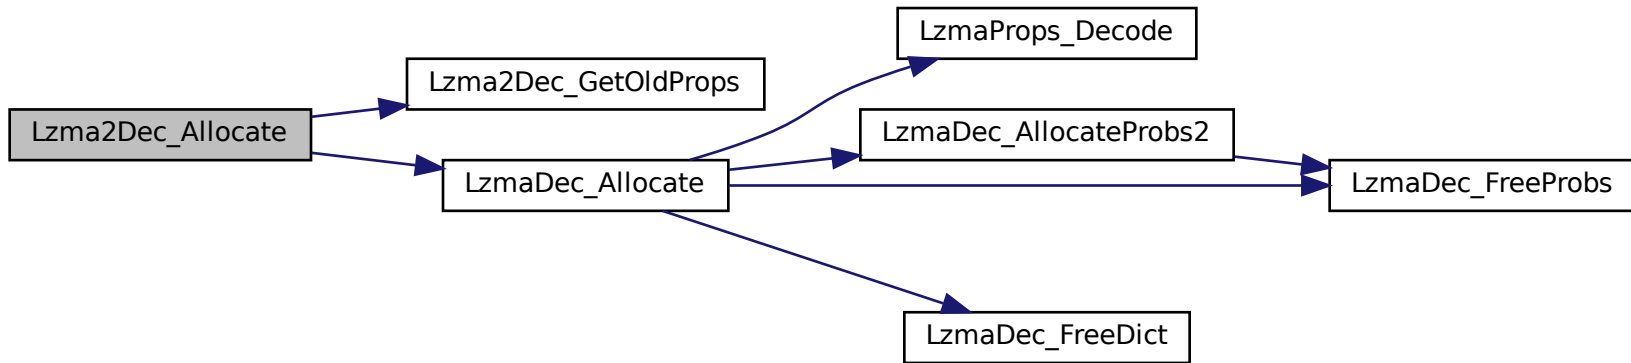 Lzma2Dec_Allocate
Lzma2Dec_GetOldProps
LzmaDec_Allocate
LzmaProps_Decode
LzmaDec_AllocateProbs2
LzmaDec_FreeProbs
LzmaDec_FreeDict